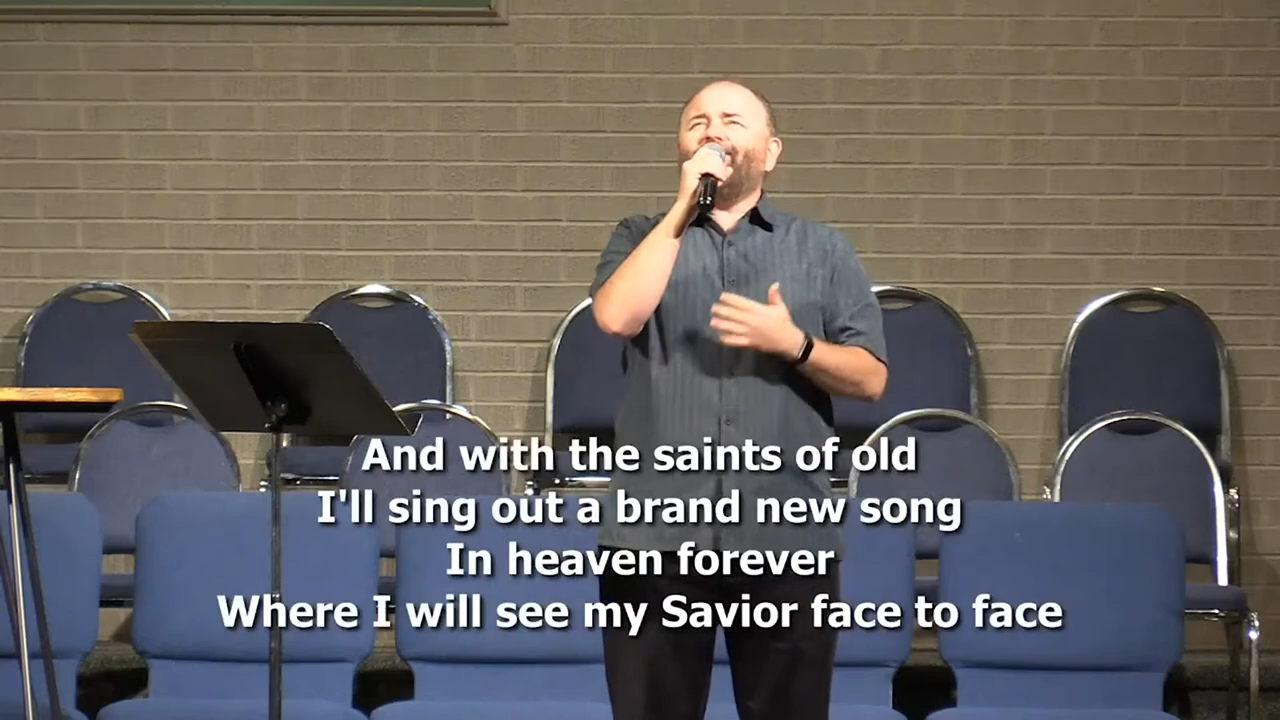 And with the saints of old
I'll sing out a brand new song
In heaven forever
Where I will see my Savior face to face